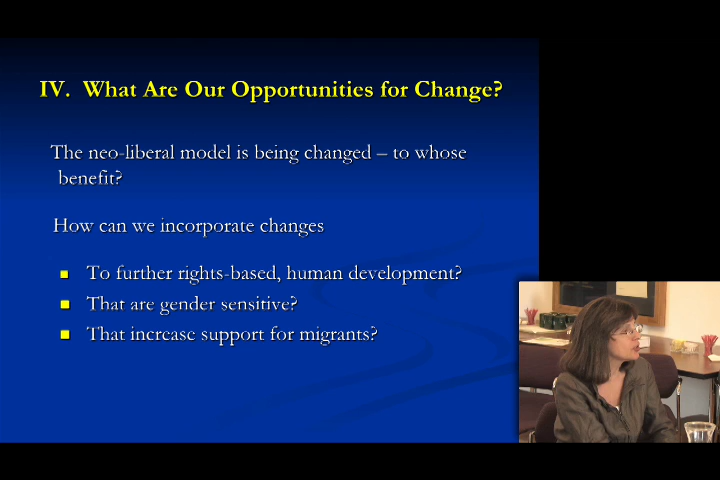 IV. What Are Our Opportunities for Change?
The neo-liberal model is being changed – to whose
benefit?
How can we incorporate changes
To further rights-based, human development?
That are gender sensitive?
That increase support for migrants?